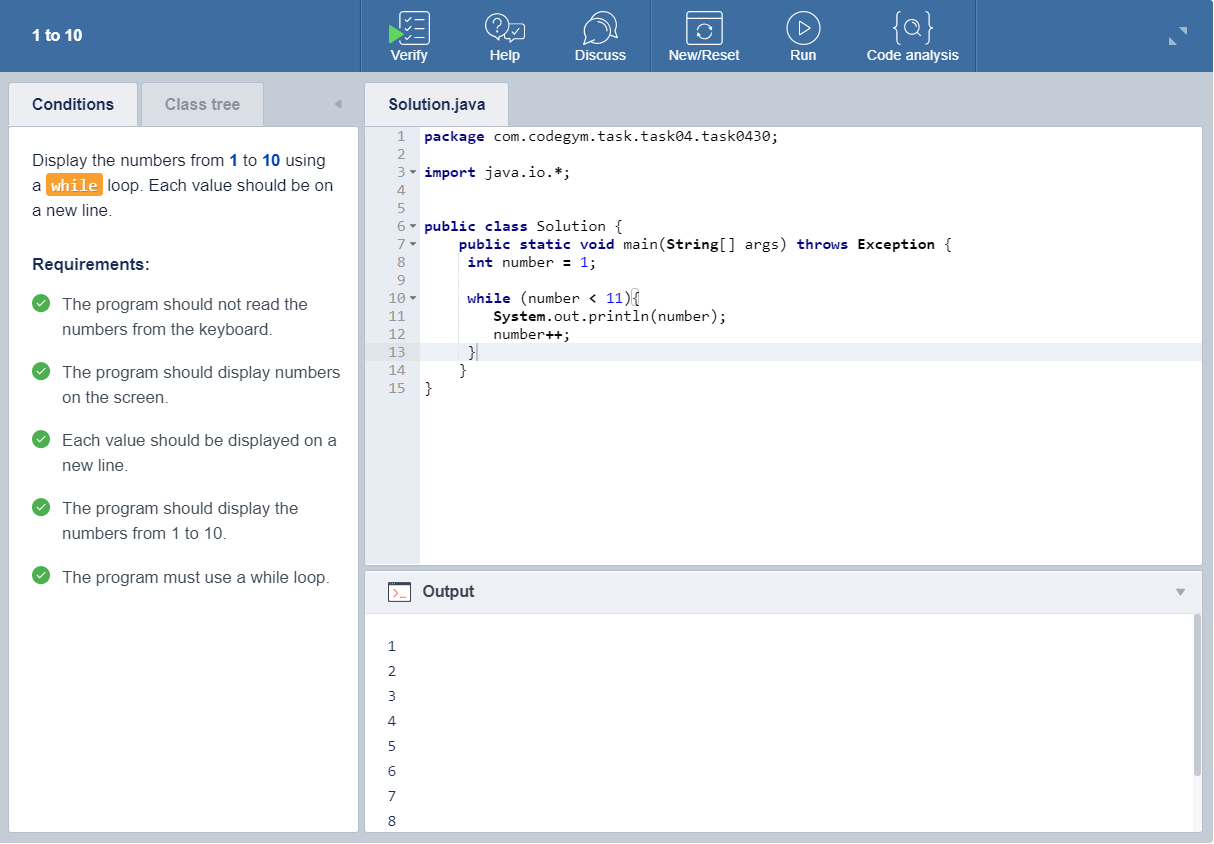 1 to 10
Verify
Help
Discuss
New/Reset
Run
Code analysis
Conditions
Class tree
Display the numbers from 1 to 10 using
a while loop. Each value should be on
a new line.
Requirements:
The program should not read the
numbers from the keyboard.
The program should display numbers
on the screen.
Each value should be displayed on a
new line.
The program should display the
numbers from 1 to 10.
The program must use a while loop.
Solution.java
1 package com.codegym.task.task04.task0430;
2
3 import java.io.*;
4
5
6 public class Solution {
7     public static void main(String[] args) throws Exception {
8      int number = 1;
9
10      while (number < 11){
11         System.out.println(number);
12         number++;
13      }
14     }
15 }
Output
1
2
3
4
5
6
7
8